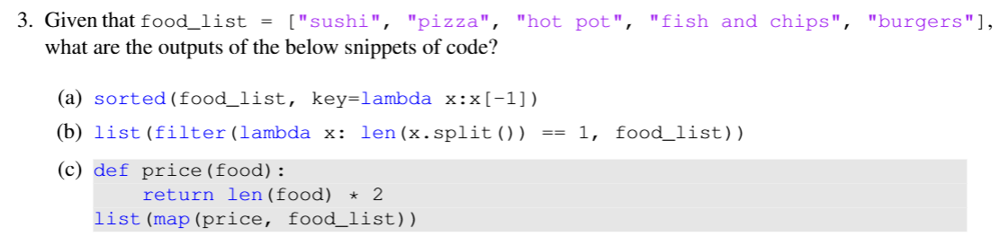 3. Given that food_list = ["sushi", "pizza", "hot pot", "fish and chips", "burgers"],
what are the outputs of the below snippets of code?
(a) sorted(food_list, key=lambda x:x[-1])
(b) list(filter(lambda x: len(x.split()) == 1, food_list))
(c) def price(food):
return len(food) * 2
list(map(price, food_list))